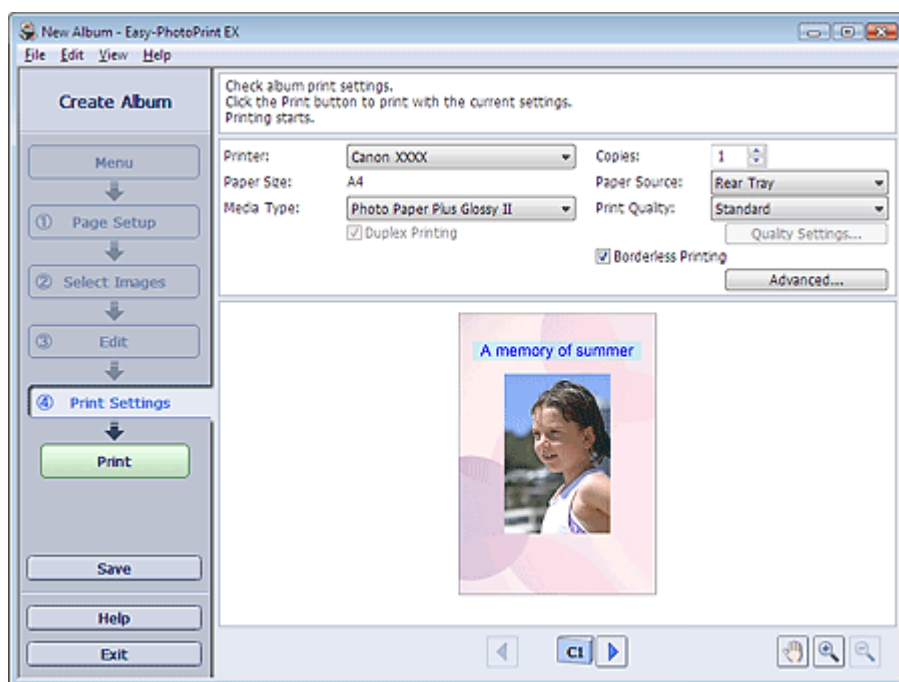 New Album - Easy-PhotoPrint EX
File Edit View Help
Create Album
Menu
① Page Setup
② Select Images
③ Edit
④ Print Settings
Print
Save
Help
Exit
Check album print settings.
Click the Print button to print with the current settings.
Printing starts.
Printer: Canon XXXX
Copies: 1
Paper Size: A4
Paper Source: Rear Tray
Media Type: Photo Paper Plus Glossy II
Print Quality: Standard
Duplex Printing
Quality Settings...
Borderless Printing
Advanced...
A memory of summer
C1